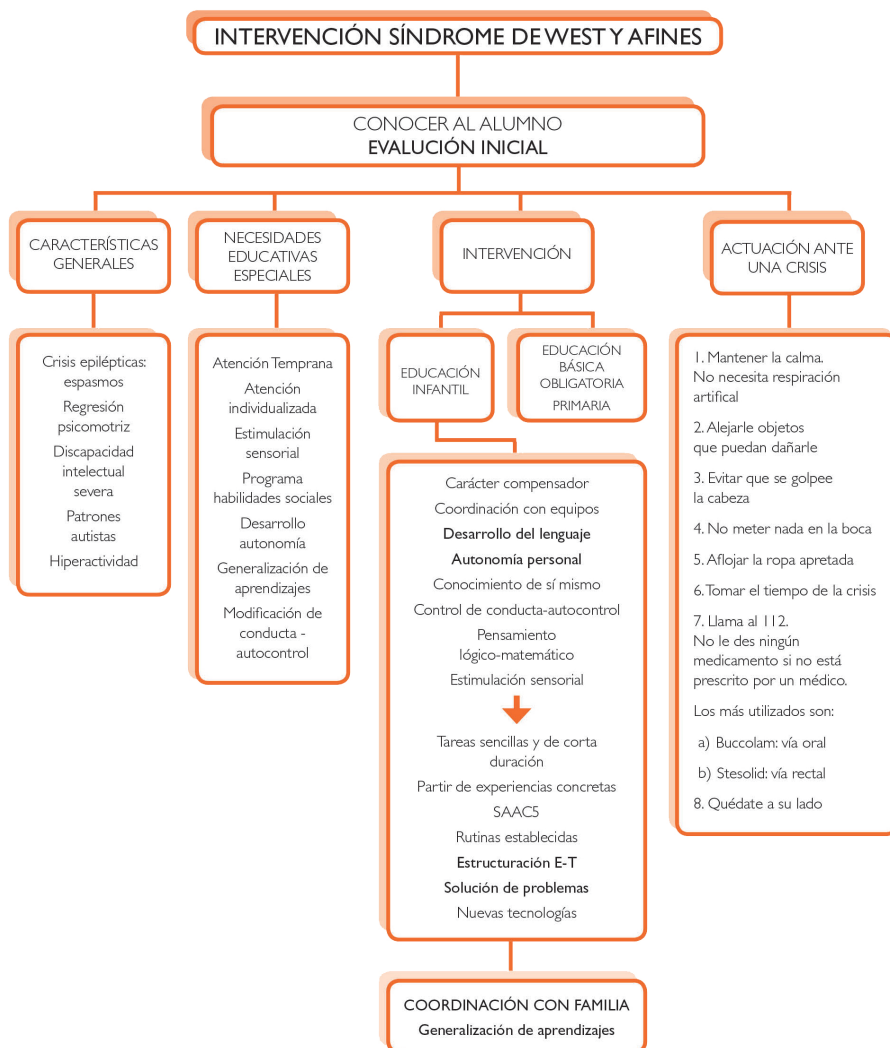 INTERVENCIÓN SÍNDROME DE WEST Y AFINES
CONOCER AL ALUMNO
EVALUCIÓN INICIAL
CARACTERÍSTICAS
GENERALES
Crisis epilépticas:
espasmos
Regresión
psicomotriz
Discapacidad
intelectual
severa
Patrones
autistas
Hiperactividad
NECESIDADES
EDUCATIVAS
ESPECIALES
Atención Temprana
Atención
individualizada
Estimulación
sensorial
Programa
habilidades sociales
Desarrollo
autonomía
Generalización de
aprendizajes
Modificación de
conducta -
autocontrol
INTERVENCIÓN
EDUCACIÓN
INFANTIL
EDUCACIÓN
BÁSICA
OBLIGATORIA
PRIMARIA
Carácter compensador
Coordinación con equipos
Desarrollo del lenguaje
Autonomía personal
Conocimiento de sí mismo
Control de conducta-autocontrol
Pensamiento
lógico-matemático
Estimulación sensorial
Tareas sencillas y de corta
duración
Partir de experiencias concretas
SAAC5
Rutinas establecidas
Estructuración E-T
Solución de problemas
Nuevas tecnologías
COORDINACIÓN CON FAMILIA
Generalización de aprendizajes
ACTUACIÓN ANTE
UNA CRISIS
1. Mantener la calma.
No necesita respiración
artifical
2. Alejarle objetos
que puedan dañarle
3. Evitar que se golpee
la cabeza
4. No meter nada en la boca
5. Aflojar la ropa apretada
6. Tomar el tiempo de la crisis
7. Llama al 112.
No le des ningún
medicamento si no está
prescrito por un médico.
Los más utilizados son:
a) Buccolam: vía oral
b) Stesolid: vía rectal
8. Quédate a su lado